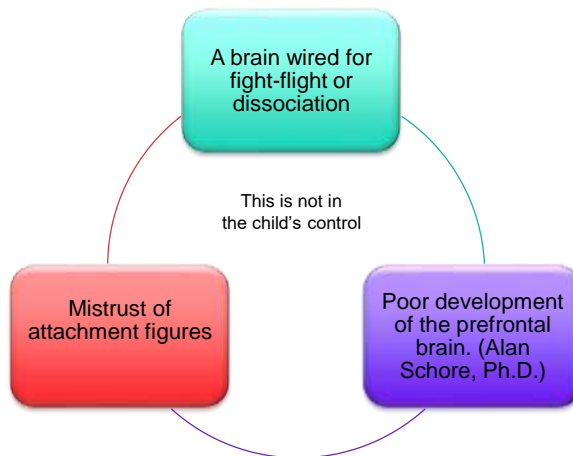 A brain wired for
fight-flight or
dissociation
This is not in
the child's control
Mistrust of
attachment figures
Poor development
of the prefrontal
brain. (Alan
Schore, Ph.D.)